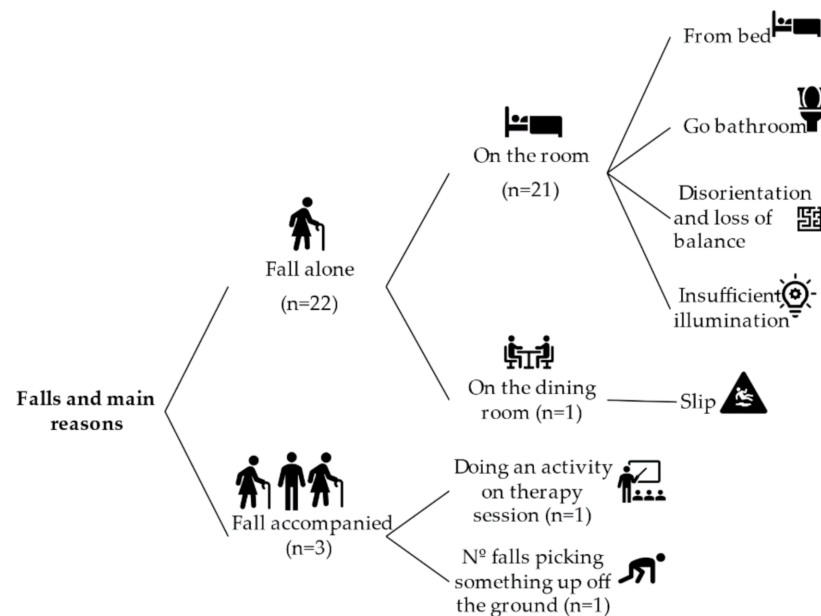 Falls and main
reasons
Fall alone
(n=22)
On the room
(n=21)
From bed
Go bathroom
Disorientation
and loss of
balance
Insufficient
illumination
On the dining
room (n=1)
Slip
Fall accompanied
(n=3)
Doing an activity
on therapy
session (n=1)
Nº falls picking
something up off
the ground (n=1)